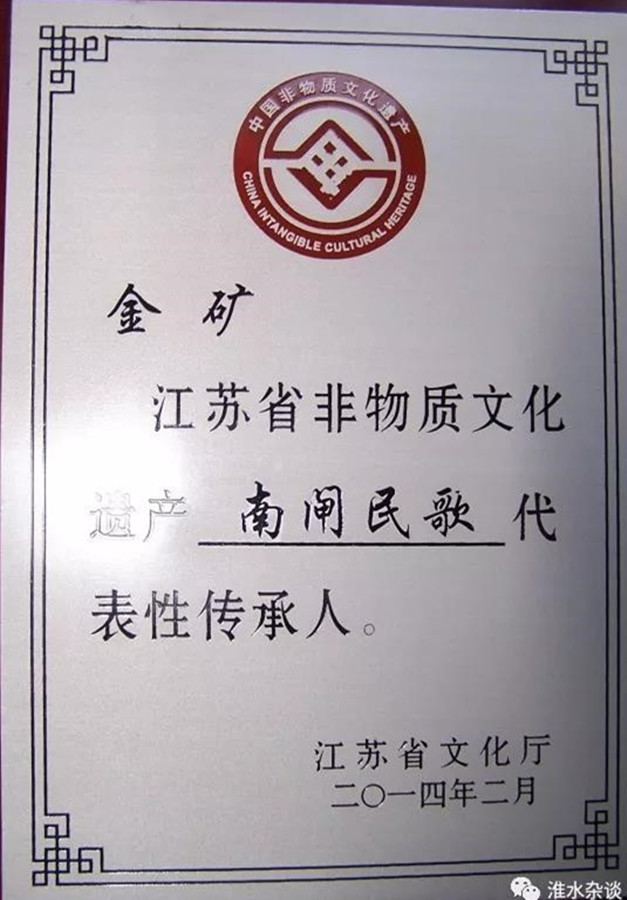 中国非物质文化遗产
CHINA INTANGIBLE CULTURAL HERITAGE
金矿
江苏省非物质文化
遗产 南闸民歌 代
表性传承人。
江苏省文化厅
二〇一四年二月
淮水杂谈